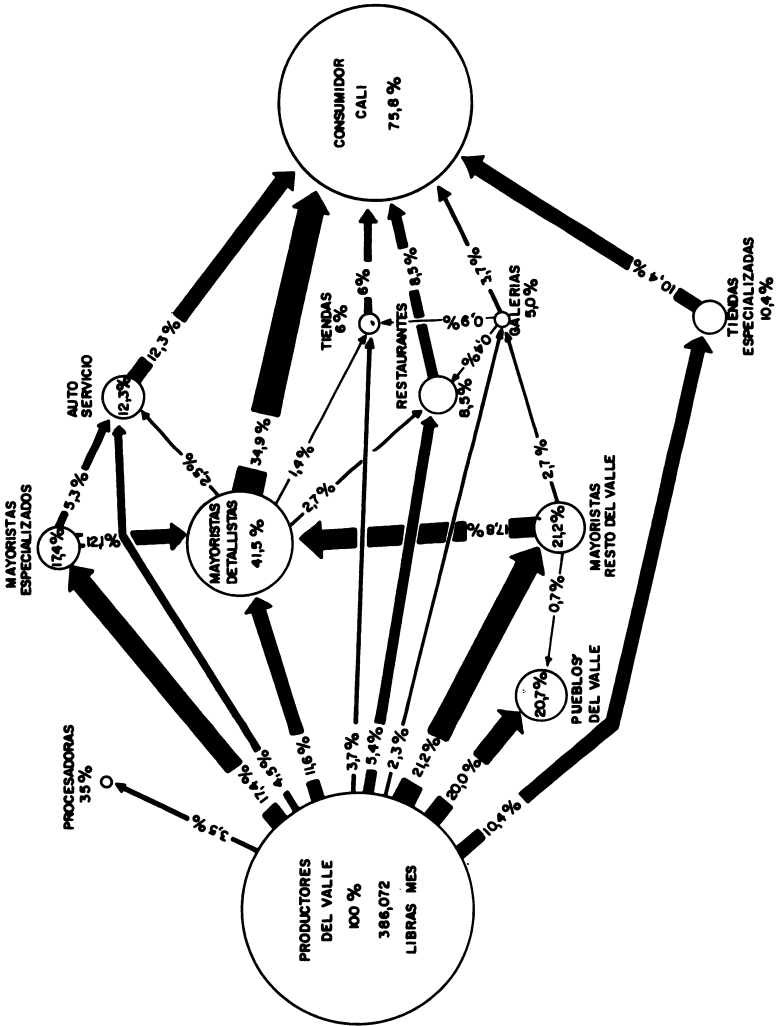 PRODUCTORES
DEL VALLE
100 %
386,072
LIBRAS MES
3,5%
17,4%
4,5%
11,6%
3,7%
5,4%
2,3%
21,2%
20,0%
10,4%
PROCESADORAS
35%
MAYORISTAS
ESPECIALIZADOS
17,4%
5,3%
12,1%
MAYORISTAS
DETALLISTAS
41,5 %
2,5%
34,9%
1,4%
2,7%
MAYORISTAS
RESTO DEL VALLE
21,2%
17,8%
2,7%
0,7%
PUEBLOS
DEL VALLE
20,7%
AUTO
SERVICIO
12,3%
12,3%
TIENDAS
6%
6%
RESTAURANTES
8,5%
8,5%
GALERIAS
5,0%
0,9%
0,4%
3,7%
TIENDAS
ESPECIALIZADAS
10,4%
10,4%
CONSUMIDOR
CALI
75,8%